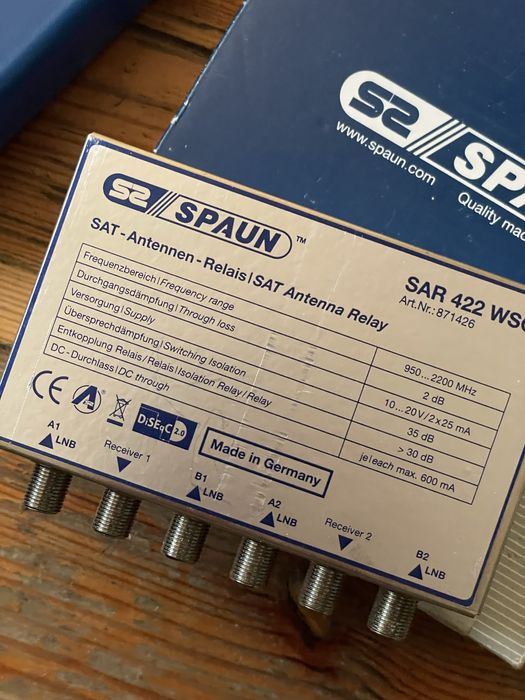 SPAUN
www.spaun.com
Quality
SPAUN™
SAT-Antennen-Relais|SAT Antenna Relay
SAR 422
Art.Nr.:871426
Frequenzbereich|Frequency range 950...2200 MHz
Durchgangsdämpfung|Through loss 2 dB
Versorgung|Supply 10...20V/2x25 mA
Übersprechdämpfung|Switching Isolation 35 dB
Entkopplung Relais/Relais|Isolation Relay/Relay > 30 dB
DC-Durchlass|DC through je|each max. 600 mA
CE
DiSEqC 2.0
Made in Germany
A1 LNB
Receiver 1
B1 LNB
A2 LNB
Receiver 2
B2 LNB